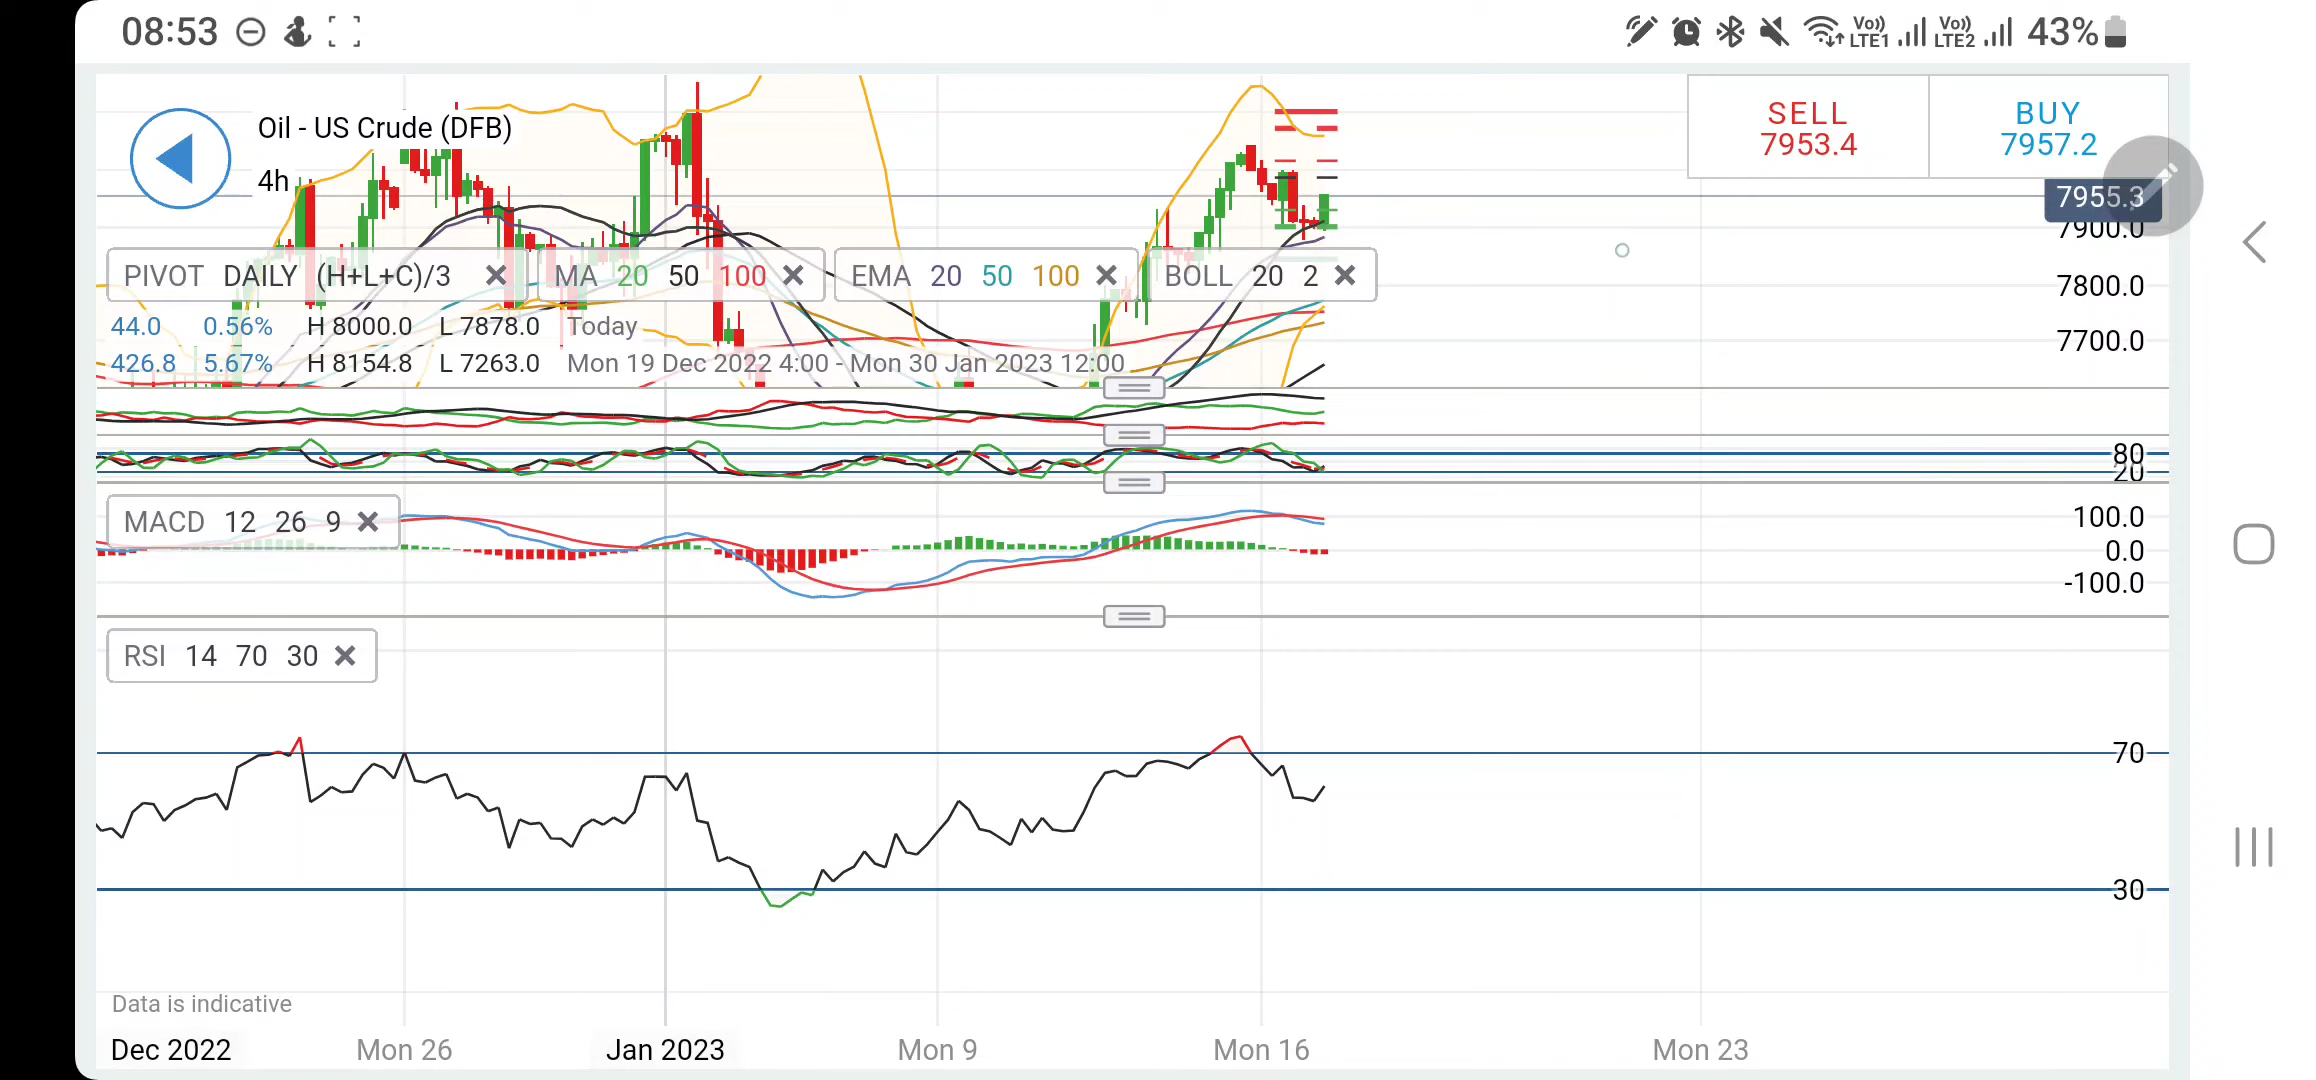 08:53
Vo)) LTE1 Vo)) LTE2 43%
Oil - US Crude (DFB)
4h
SELL 7953.4
BUY 7957.2
7955.3
7900.0
7800.0
7700.0
PIVOT DAILY (H+L+C)/3
MA 20 50 100
EMA 20 50 100
BOLL 20 2
44.0 0.56% H 8000.0 L 7878.0 Today
426.8 5.67% H 8154.8 L 7263.0 Mon 19 Dec 2022 4:00 - Mon 30 Jan 2023 12:00
80
20
MACD 12 26 9
100.0
0.0
-100.0
RSI 14 70 30
70
30
Data is indicative
Dec 2022 Mon 26 Jan 2023 Mon 9 Mon 16 Mon 23